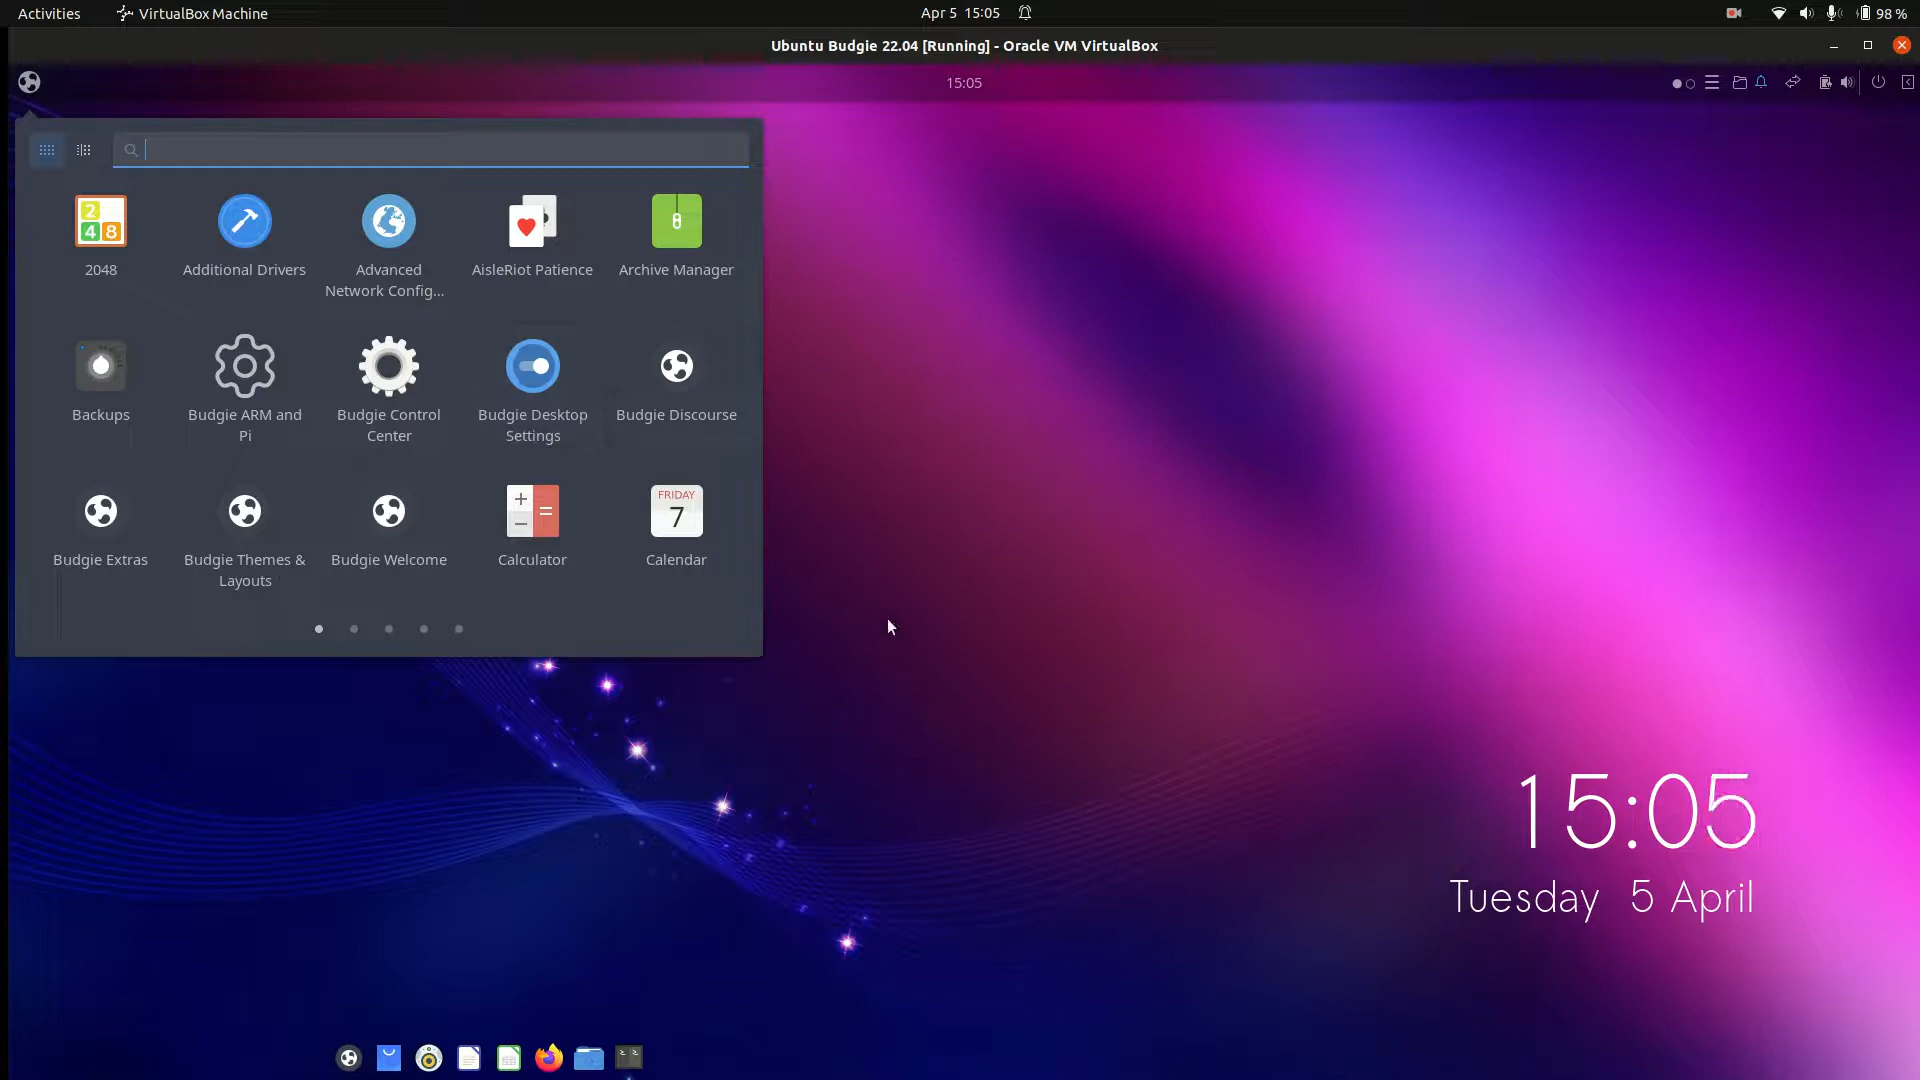 Activities
VirtualBox Machine
Apr 5 15:05
98 %
Ubuntu Budgie 22.04 [Running] - Oracle VM VirtualBox
15:05
2
4 8
2048
Additional Drivers
Advanced
Network Config...
AisleRiot Patience
Archive Manager
Backups
Budgie ARM and
Pi
Budgie Control
Center
Budgie Desktop
Settings
Budgie Discourse
Budgie Extras
Budgie Themes &
Layouts
Budgie Welcome
Calculator
FRIDAY
7
Calendar
15:05
Tuesday 5 April